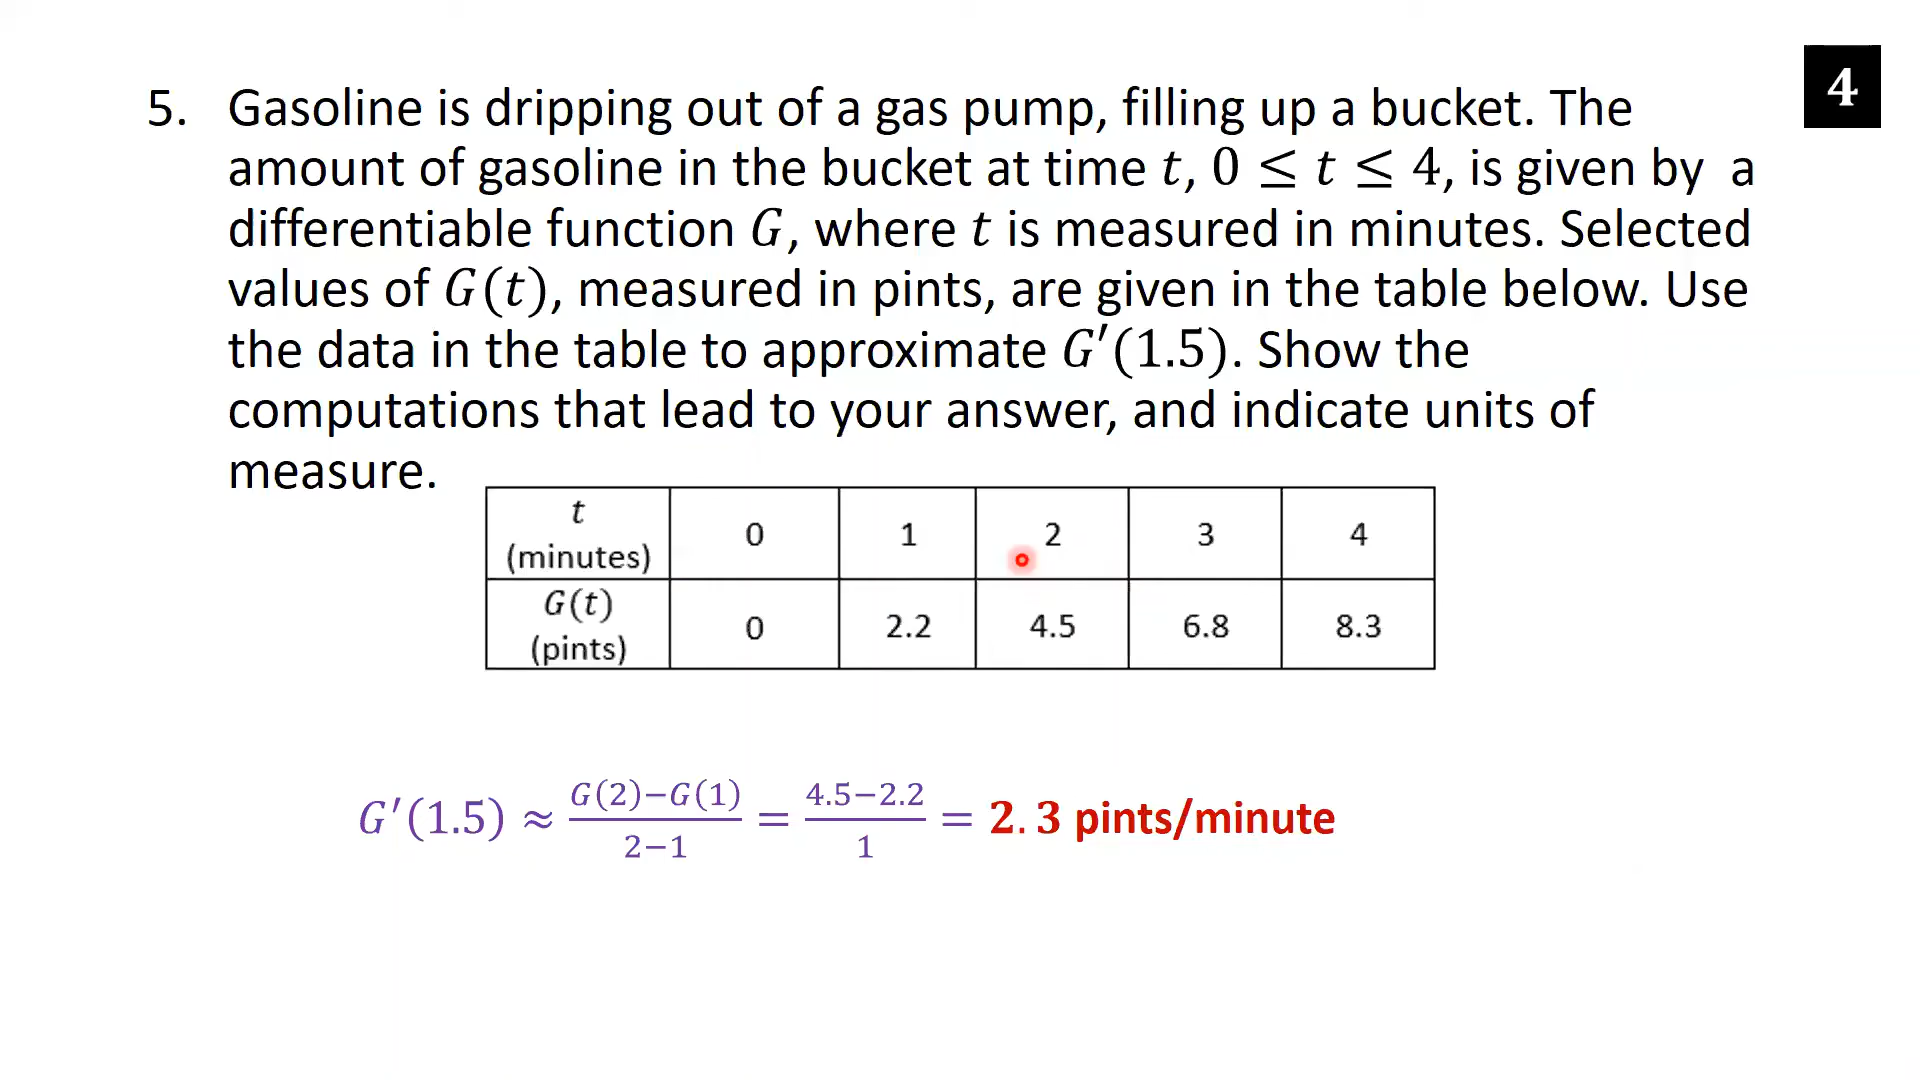 4
5. Gasoline is dripping out of a gas pump, filling up a bucket. The
amount of gasoline in the bucket at time t, 0 ≤ t ≤ 4, is given by a
differentiable function G, where t is measured in minutes. Selected
values of G(t), measured in pints, are given in the table below. Use
the data in the table to approximate G′(1.5). Show the
computations that lead to your answer, and indicate units of
measure.
t (minutes) 0 1 2 3 4
G(t) (pints) 0 2.2 4.5 6.8 8.3
G′(1.5) ≈ (G(2)−G(1))/(2−1) = (4.5−2.2)/1 = 2.3 pints/minute